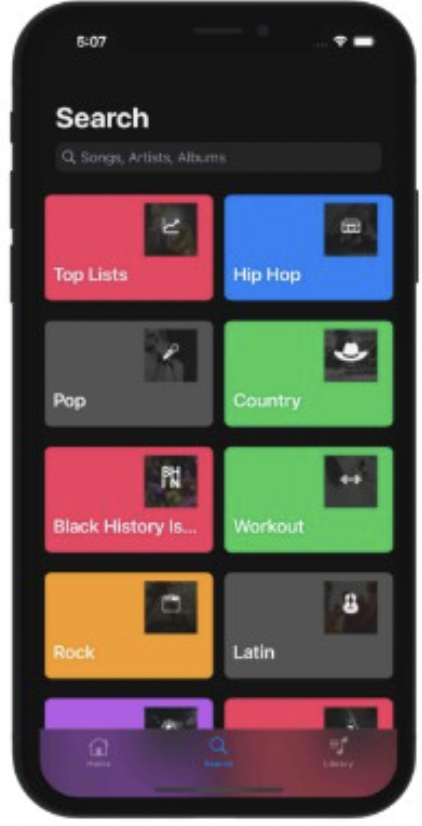 5:07
Search
Songs, Artists, Albums
Top Lists
Hip Hop
Pop
Country
BH
IN
Black History Is...
Workout
Rock
Latin
Home
Search
Library